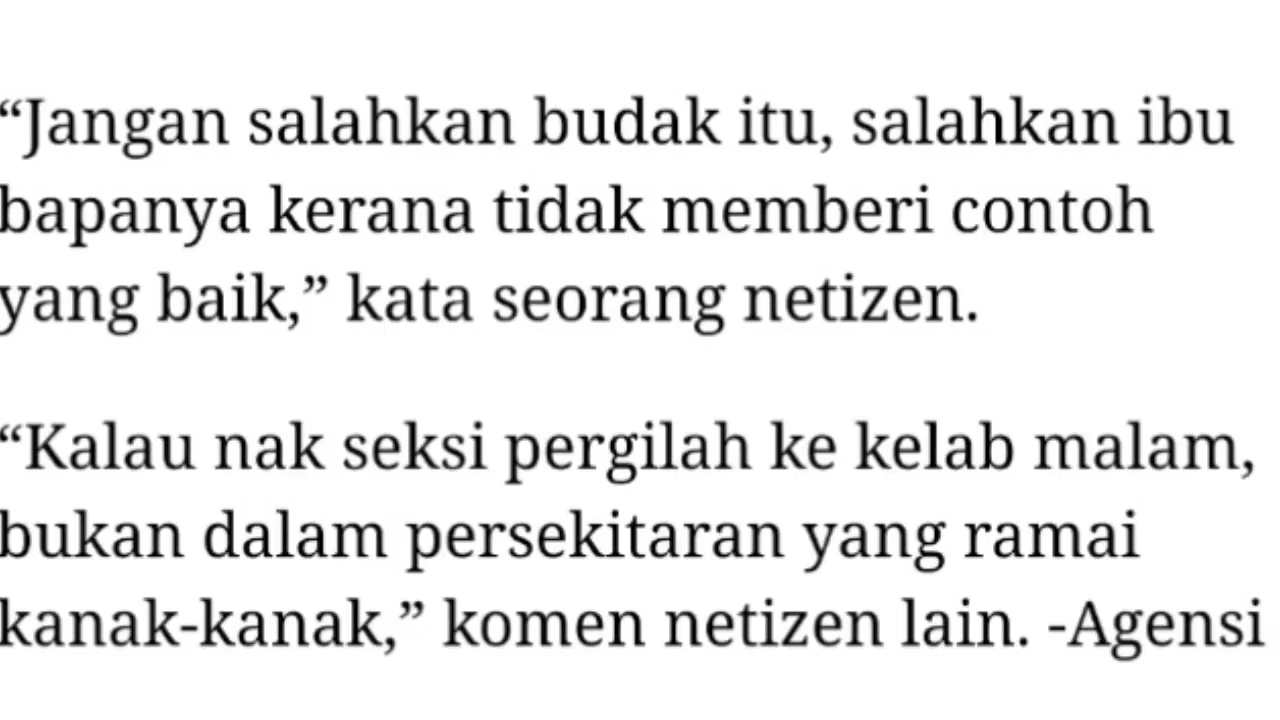 “Jangan salahkan budak itu, salahkan ibu
bapanya kerana tidak memberi contoh
yang baik,” kata seorang netizen.
“Kalau nak seksi pergilah ke kelab malam,
bukan dalam persekitaran yang ramai
kanak-kanak,” komen netizen lain. -Agensi